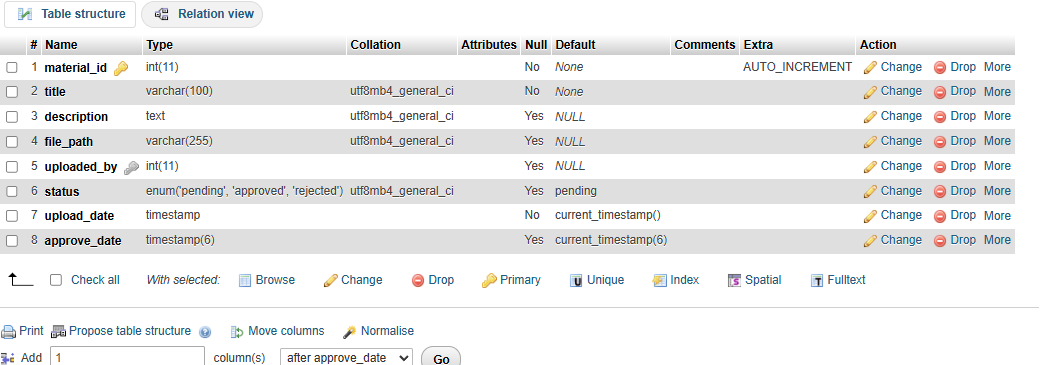 Table structure Relation view
# Name Type Collation Attributes Null Default Comments Extra Action
1 material_id int(11) No None AUTO_INCREMENT Change Drop More
2 title varchar(100) utf8mb4_general_ci No None Change Drop More
3 description text utf8mb4_general_ci Yes NULL Change Drop More
4 file_path varchar(255) utf8mb4_general_ci Yes NULL Change Drop More
5 uploaded_by int(11) Yes NULL Change Drop More
6 status enum('pending', 'approved', 'rejected') utf8mb4_general_ci Yes pending Change Drop More
7 upload_date timestamp No current_timestamp() Change Drop More
8 approve_date timestamp(6) Yes current_timestamp(6) Change Drop More
Check all With selected: Browse Change Drop Primary Unique Index Spatial Fulltext
Print Propose table structure Move columns Normalise
Add 1 column(s) after approve_date Go